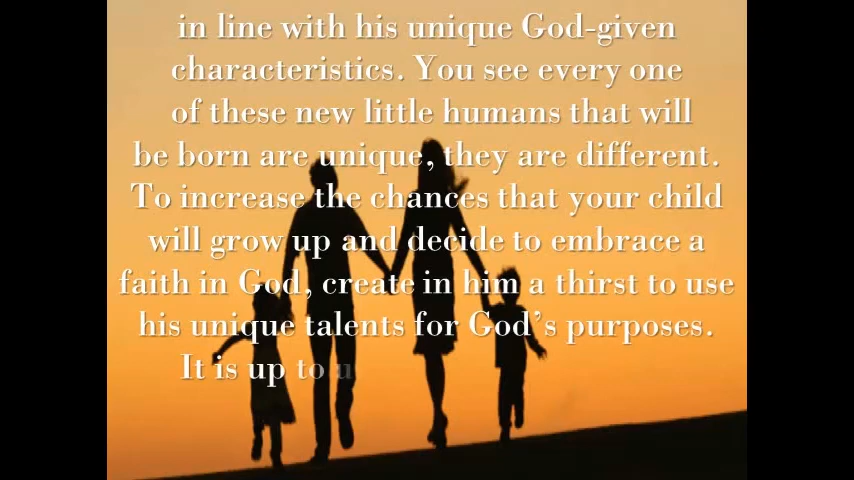 in line with his unique God-given
characteristics. You see every one
of these new little humans that will
be born are unique, they are different.
To increase the chances that your child
will grow up and decide to embrace a
faith in God, create in him a thirst to use
his unique talents for God's purposes.
It is up to u